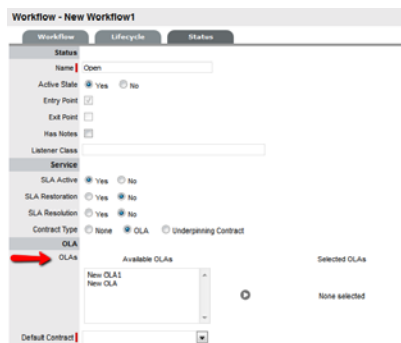 Workflow - New Workflow1
Workflow Lifecycle Status
Status
Name Open
Active State Yes No
Entry Point
Exit Point
Has Notes
Listener Class
Service
SLA Active Yes No
SLA Restoration Yes No
SLA Resolution Yes No
Contract Type None OLA Underpinning Contract
OLA
OLAs Available OLAs Selected OLAs
New OLA1
New OLA
None selected
Default Contract